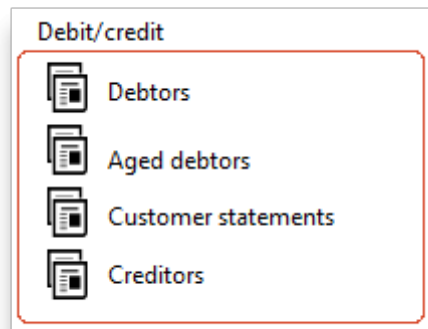 Debit/credit
Debtors
Aged debtors
Customer statements
Creditors